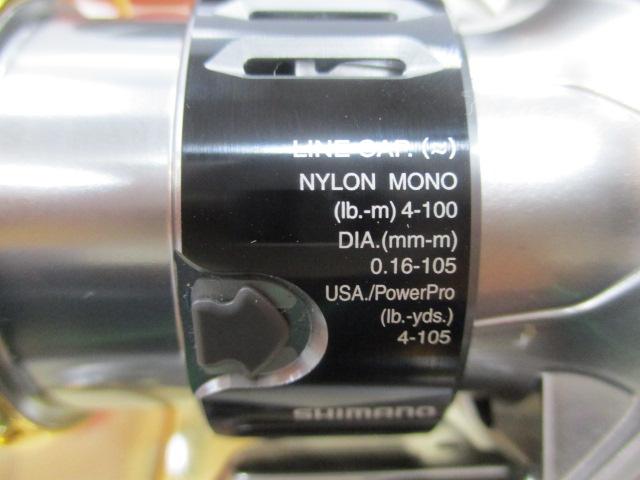 LINE CAP. (≈)
NYLON MONO
(lb.-m) 4-100
DIA.(mm-m)
0.16-105
USA./PowerPro
(lb.-yds.)
4-105
SHIMANO